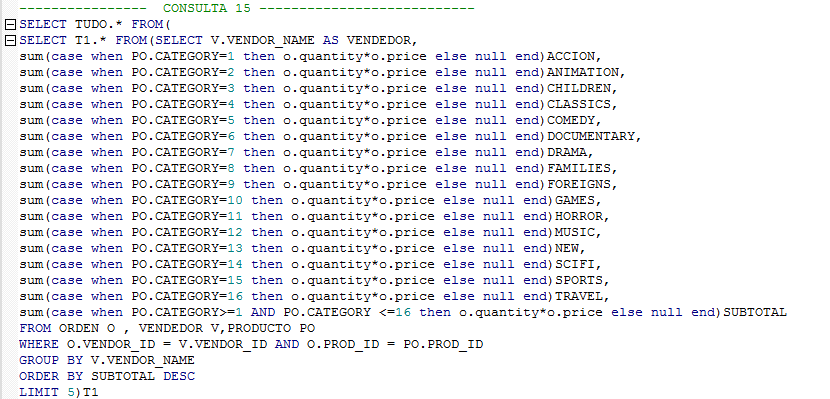 ---------------- CONSULTA 15 ---------------------------
SELECT TUDO.* FROM(
SELECT T1.* FROM(SELECT V.VENDOR_NAME AS VENDEDOR,
sum(case when PO.CATEGORY=1 then o.quantity*o.price else null end)ACCION,
sum(case when PO.CATEGORY=2 then o.quantity*o.price else null end)ANIMATION,
sum(case when PO.CATEGORY=3 then o.quantity*o.price else null end)CHILDREN,
sum(case when PO.CATEGORY=4 then o.quantity*o.price else null end)CLASSICS,
sum(case when PO.CATEGORY=5 then o.quantity*o.price else null end)COMEDY,
sum(case when PO.CATEGORY=6 then o.quantity*o.price else null end)DOCUMENTARY,
sum(case when PO.CATEGORY=7 then o.quantity*o.price else null end)DRAMA,
sum(case when PO.CATEGORY=8 then o.quantity*o.price else null end)FAMILIES,
sum(case when PO.CATEGORY=9 then o.quantity*o.price else null end)FOREIGNS,
sum(case when PO.CATEGORY=10 then o.quantity*o.price else null end)GAMES,
sum(case when PO.CATEGORY=11 then o.quantity*o.price else null end)HORROR,
sum(case when PO.CATEGORY=12 then o.quantity*o.price else null end)MUSIC,
sum(case when PO.CATEGORY=13 then o.quantity*o.price else null end)NEW,
sum(case when PO.CATEGORY=14 then o.quantity*o.price else null end)SCIFI,
sum(case when PO.CATEGORY=15 then o.quantity*o.price else null end)SPORTS,
sum(case when PO.CATEGORY=16 then o.quantity*o.price else null end)TRAVEL,
sum(case when PO.CATEGORY>=1 AND PO.CATEGORY <=16 then o.quantity*o.price else null end)SUBTOTAL
FROM ORDEN O , VENDEDOR V,PRODUCTO PO
WHERE O.VENDOR_ID = V.VENDOR_ID AND O.PROD_ID = PO.PROD_ID
GROUP BY V.VENDOR_NAME
ORDER BY SUBTOTAL DESC
LIMIT 5)T1